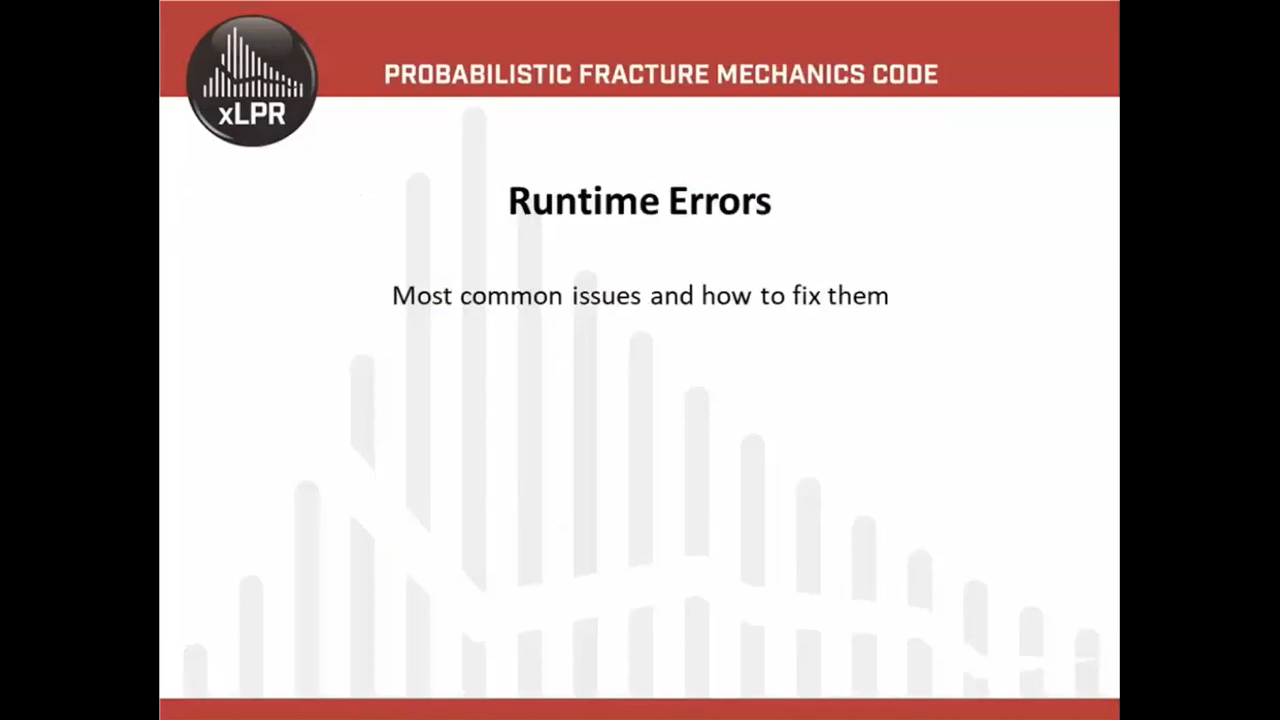 PROBABILISTIC FRACTURE MECHANICS CODE
xLPR
Runtime Errors
Most common issues and how to fix them